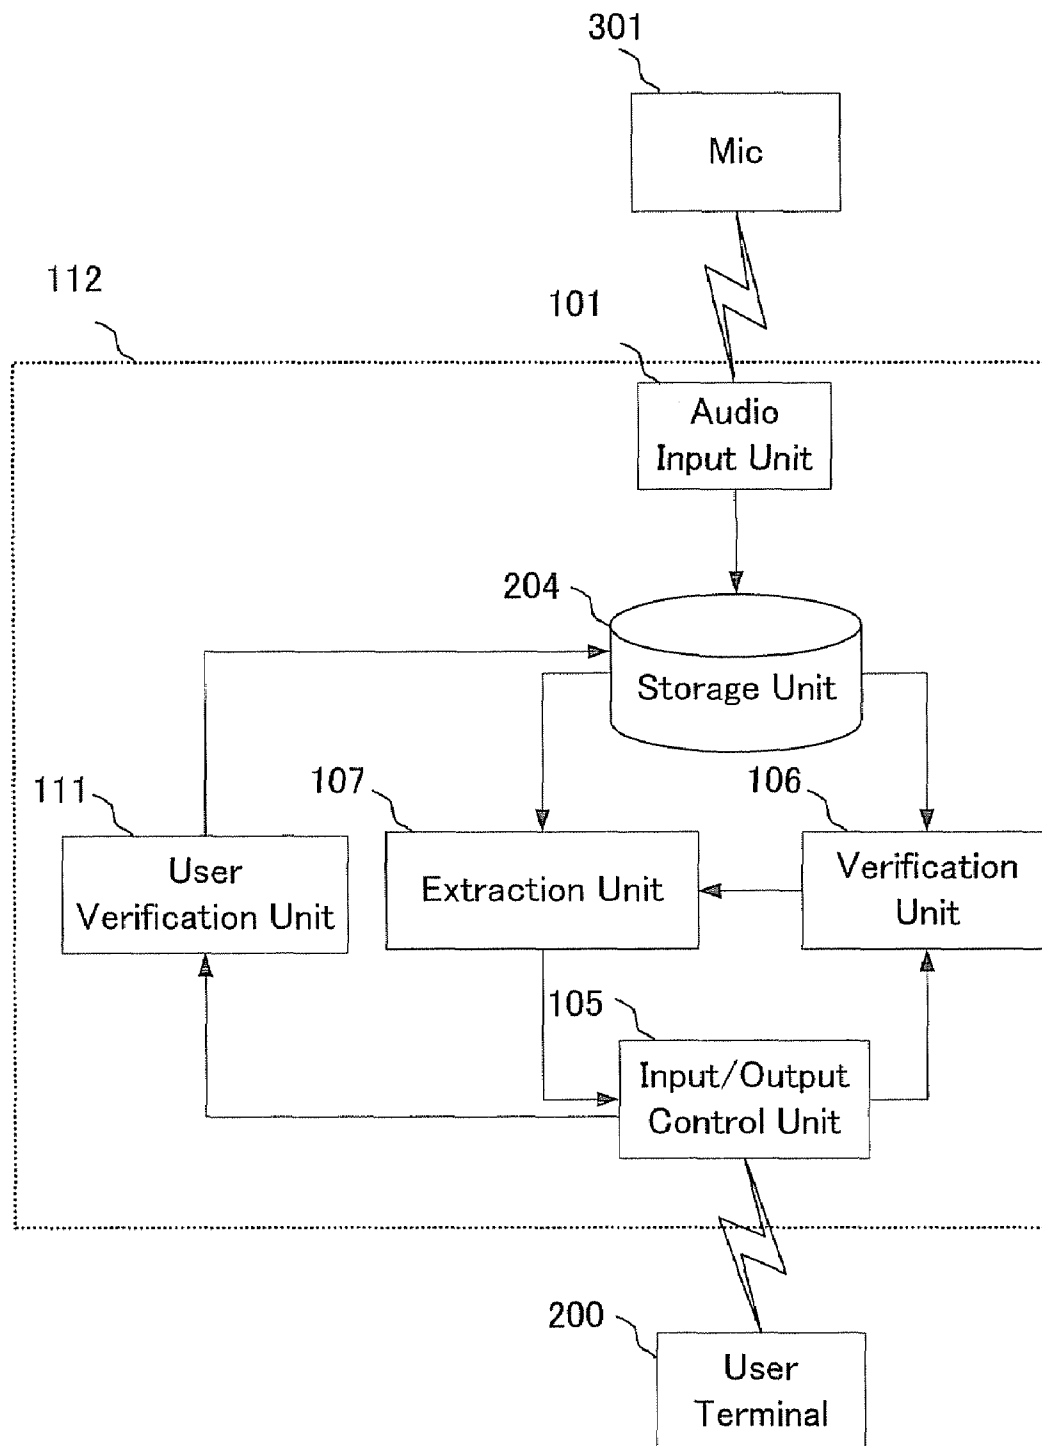 301
Mic
112
101
Audio
Input Unit
204
Storage Unit
111
107
106
User
Verification Unit
Extraction Unit
Verification
Unit
105
Input/Output
Control Unit
200
User
Terminal